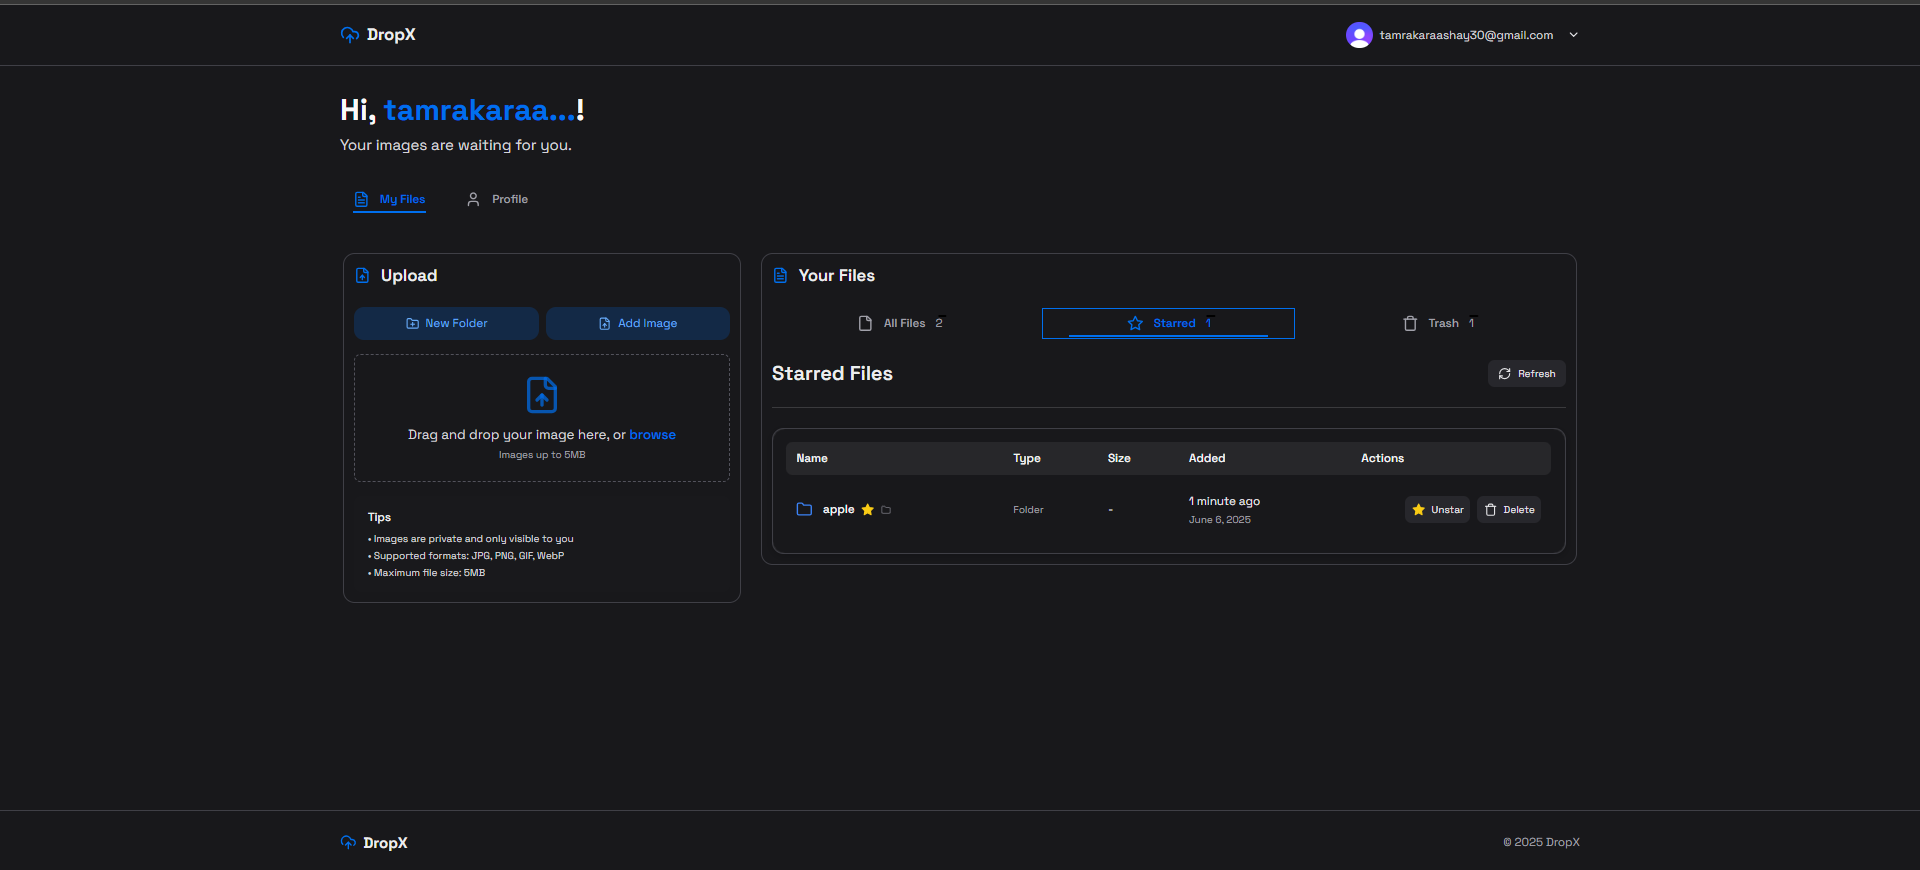 DropX
tamrakaraashay30@gmail.com
Hi, tamrakaraa...!
Your images are waiting for you.
My Files
Profile
Upload
New Folder
Add Image
Drag and drop your image here, or browse
Images up to 5MB
Tips
• Images are private and only visible to you
• Supported formats: JPG, PNG, GIF, WebP
• Maximum file size: 5MB
Your Files
All Files 2
Starred 1
Trash 1
Starred Files
Refresh
Name Type Size Added Actions
apple Folder - 1 minute ago Unstar Delete
June 6, 2025
DropX
© 2025 DropX